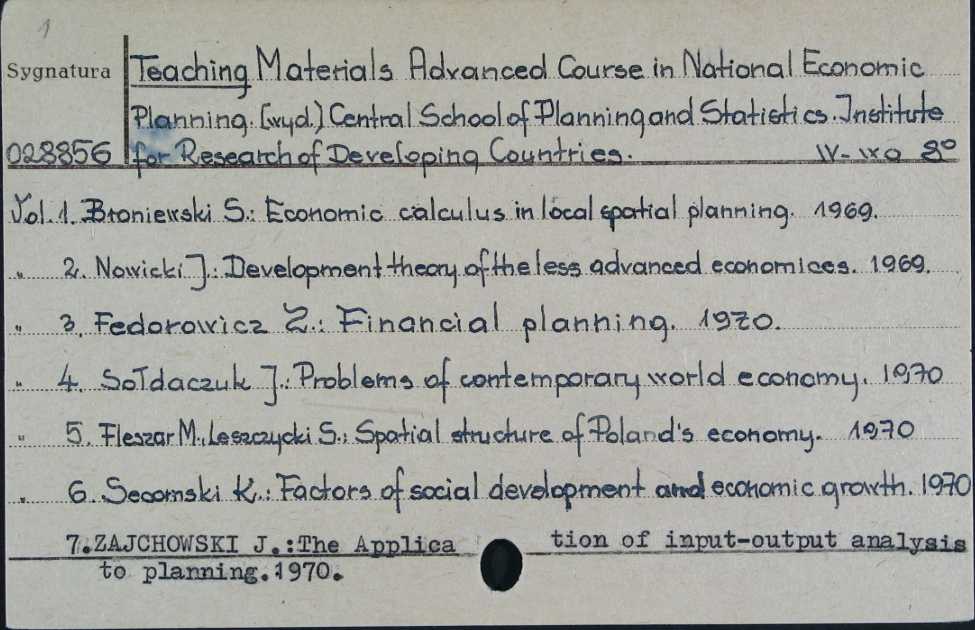 1
Sygnatura Teaching Materials Advanced Course in National Economic
Planning. [wyd.] Central School of Planning and Statistics. Institute
028856 for Research of Developing Countries. 8°
Vol. 1. Broniewski S.: Economic calculus in local spatial planning. 1969.
„ 2. Nowicki J.: Development theory of the less advanced economices. 1969.
„ 3. Fedorowicz Z.: Financial planning. 1970.
„ 4. Sołdaczuk J.: Problems of contemporary world economy. 1970
„ 5. Fleszar M., Leszczycki S.: Spatial structure of Poland's economy. 1970
„ 6. Secomski K.: Factors of social development and economic growth. 1970
7.ZAJCHOWSKI J.:The Application of input-output analysis
to planning.1970.